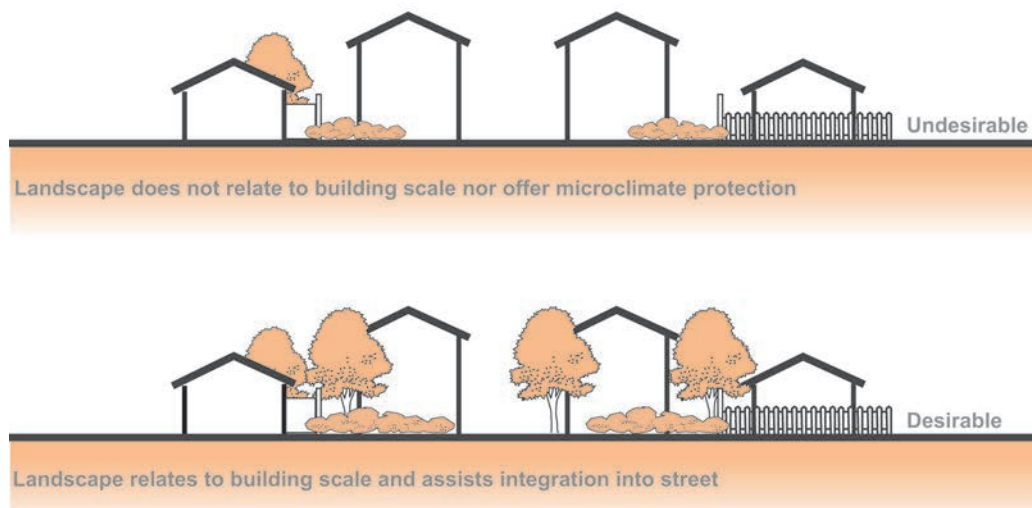 Undesirable
Landscape does not relate to building scale nor offer microclimate protection
Desirable
Landscape relates to building scale and assists integration into street